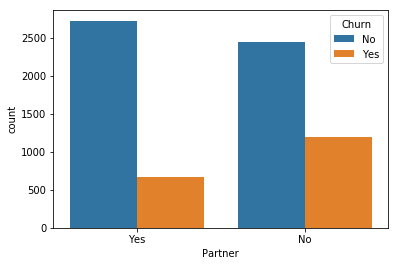 Churn
No
Yes
2500
2000
1500
1000
500
0
count
Yes
No
Partner